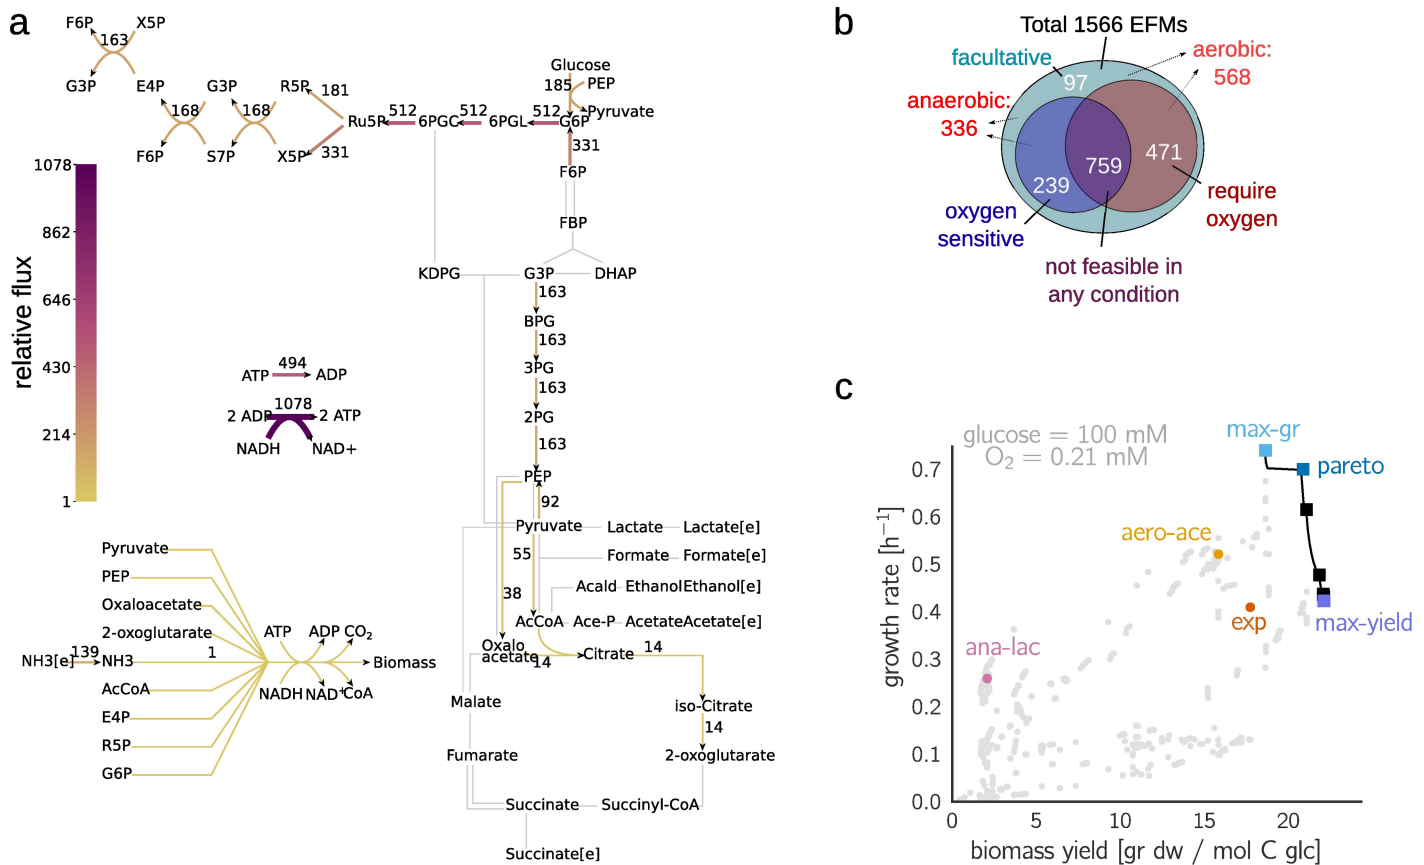 a
F6P X5P
163
G3P E4P G3P R5P
168 168 181
F6P S7P X5P 331
Ru5P 512 6PGC 512 6PGL 512 G6P
Glucose
185 PEP
Pyruvate
331
F6P
FBP
KDPG G3P DHAP
163
BPG
163
3PG
163
2PG
163
PEP
92
Pyruvate Lactate Lactate[e]
55 Formate Formate[e]
38 Acald Ethanol Ethanol[e]
AcCoA Ace-P Acetate Acetate[e]
Oxalo
acetate 14 Citrate 14
Malate iso-Citrate
14
Fumarate 2-oxoglutarate
Succinate Succinyl-CoA
Succinate[e]
relative flux
1078
862
646
430
214
1
494
ATP ADP
1078
2 ADP 2 ATP
NADH NAD+
Pyruvate
PEP
Oxaloacetate
2-oxoglutarate ATP ADP CO2
NH3[e] 139 NH3 1 Biomass
AcCoA NADH NAD+ CoA
E4P
R5P
G6P
b
Total 1566 EFMs
facultative
97
aerobic:
568
anaerobic:
336
239
759
471
oxygen
sensitive
require
oxygen
not feasible in
any condition
c
glucose = 100 mM
O2 = 0.21 mM
max-gr
pareto
aero-ace
exp
max-yield
ana-lac
growth rate [h−1]
0.7
0.6
0.5
0.4
0.3
0.2
0.1
0.0
0 5 10 15 20
biomass yield [gr dw / mol C glc]